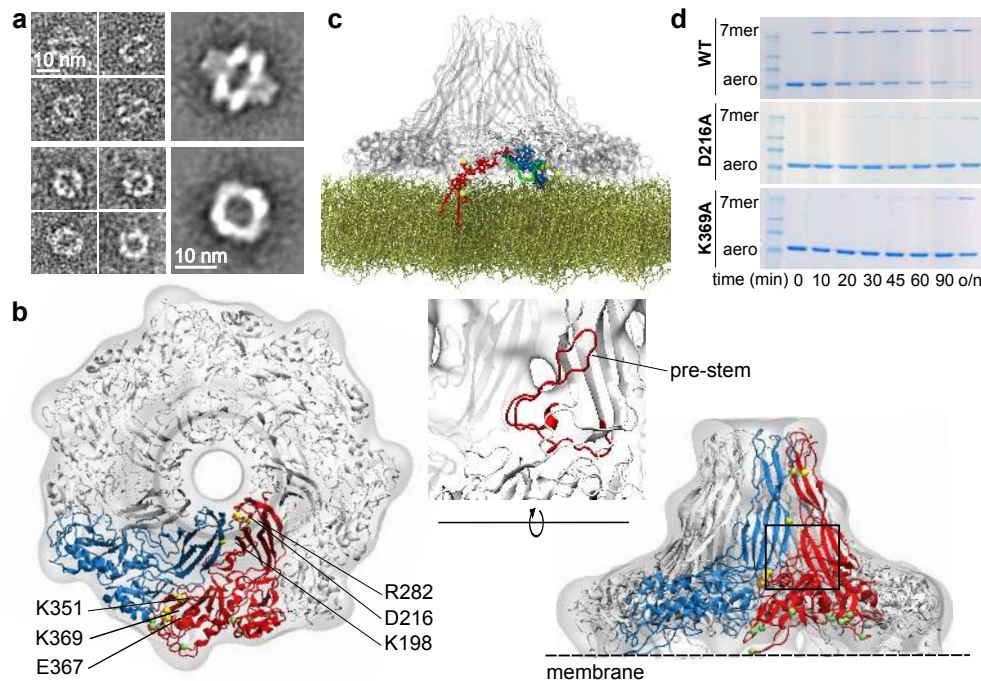 a
10 nm
10 nm
c
d
WT
7mer
aero
D216A
7mer
aero
K369A
7mer
aero
time (min) 0 10 20 30 45 60 90 o/n
b
K351
K369
E367
R282
D216
K198
pre-stem
membrane